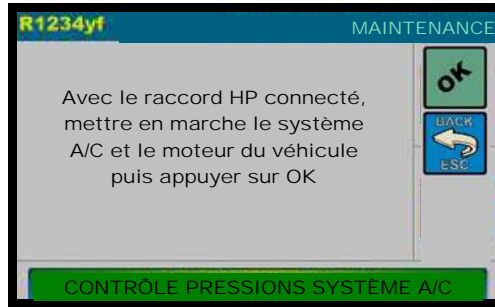 R1234yf
MAINTENANCE
Avec le raccord HP connecté,
mettre en marche le système
A/C et le moteur du véhicule
puis appuyer sur OK
OK
BACK
ESC
CONTRÔLE PRESSIONS SYSTÈME A/C